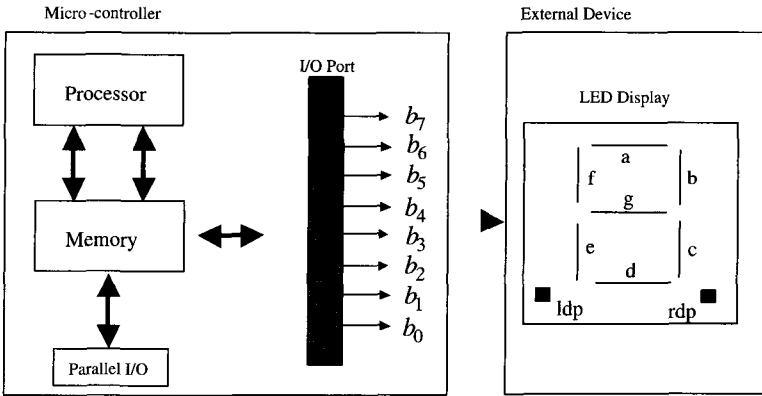 Micro-controller
External Device
I/O Port
Processor
Memory
Parallel I/O
b7
b6
b5
b4
b3
b2
b1
b0
LED Display
a
f
b
g
e
c
d
ldp
rdp